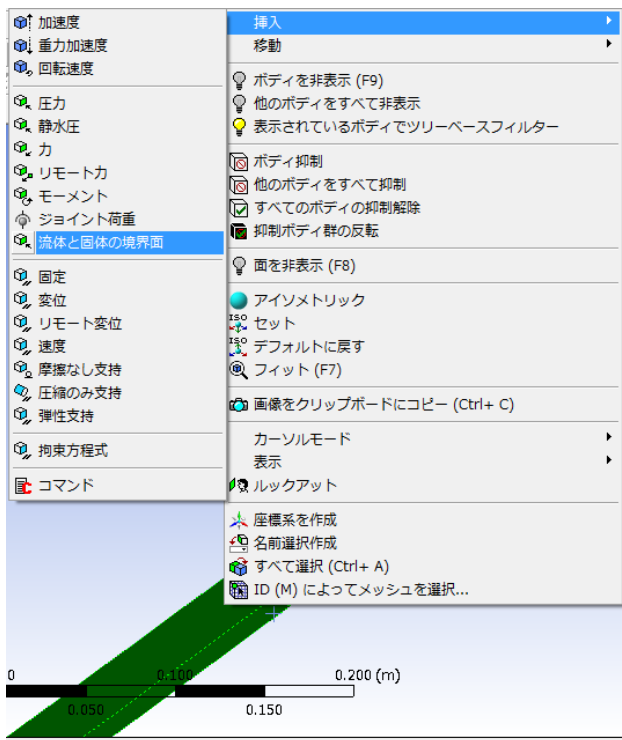 加速度
重力加速度
回転速度
圧力
静水圧
力
リモート力
モーメント
ジョイント荷重
流体と固体の境界面
固定
変位
リモート変位
速度
摩擦なし支持
圧縮のみ支持
弾性支持
拘束方程式
コマンド
挿入
移動
ボディを非表示 (F9)
他のボディをすべて非表示
表示されているボディでツリーベースフィルター
ボディ抑制
他のボディをすべて抑制
すべてのボディの抑制解除
抑制ボディ群の反転
面を非表示 (F8)
アイソメトリック
ISO セット
ISO デフォルトに戻す
フィット (F7)
画像をクリップボードにコピー (Ctrl+ C)
カーソルモード
表示
ルックアット
座標系を作成
名前選択作成
すべて選択 (Ctrl+ A)
ID (M) によってメッシュを選択...
0 0.100 0.200 (m)
0.050 0.150